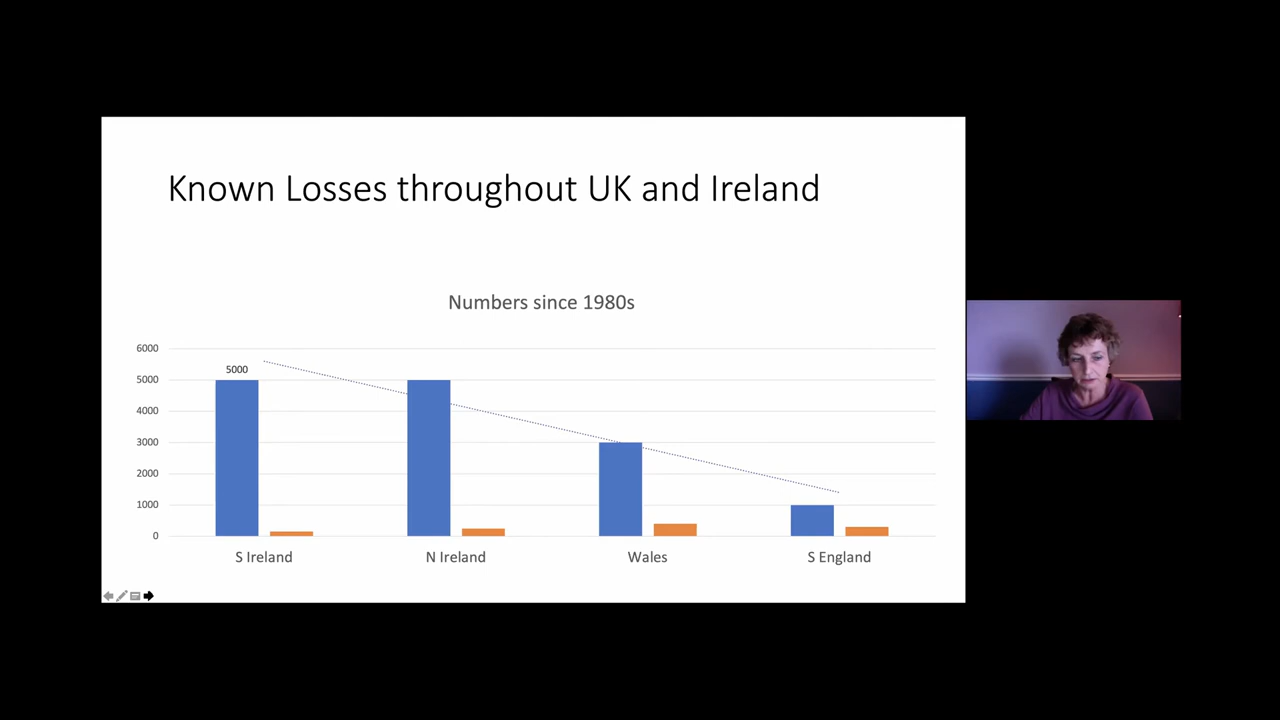 Known Losses throughout UK and Ireland
Numbers since 1980s
6000
5000
5000
4000
3000
2000
1000
0
S Ireland
N Ireland
Wales
S England